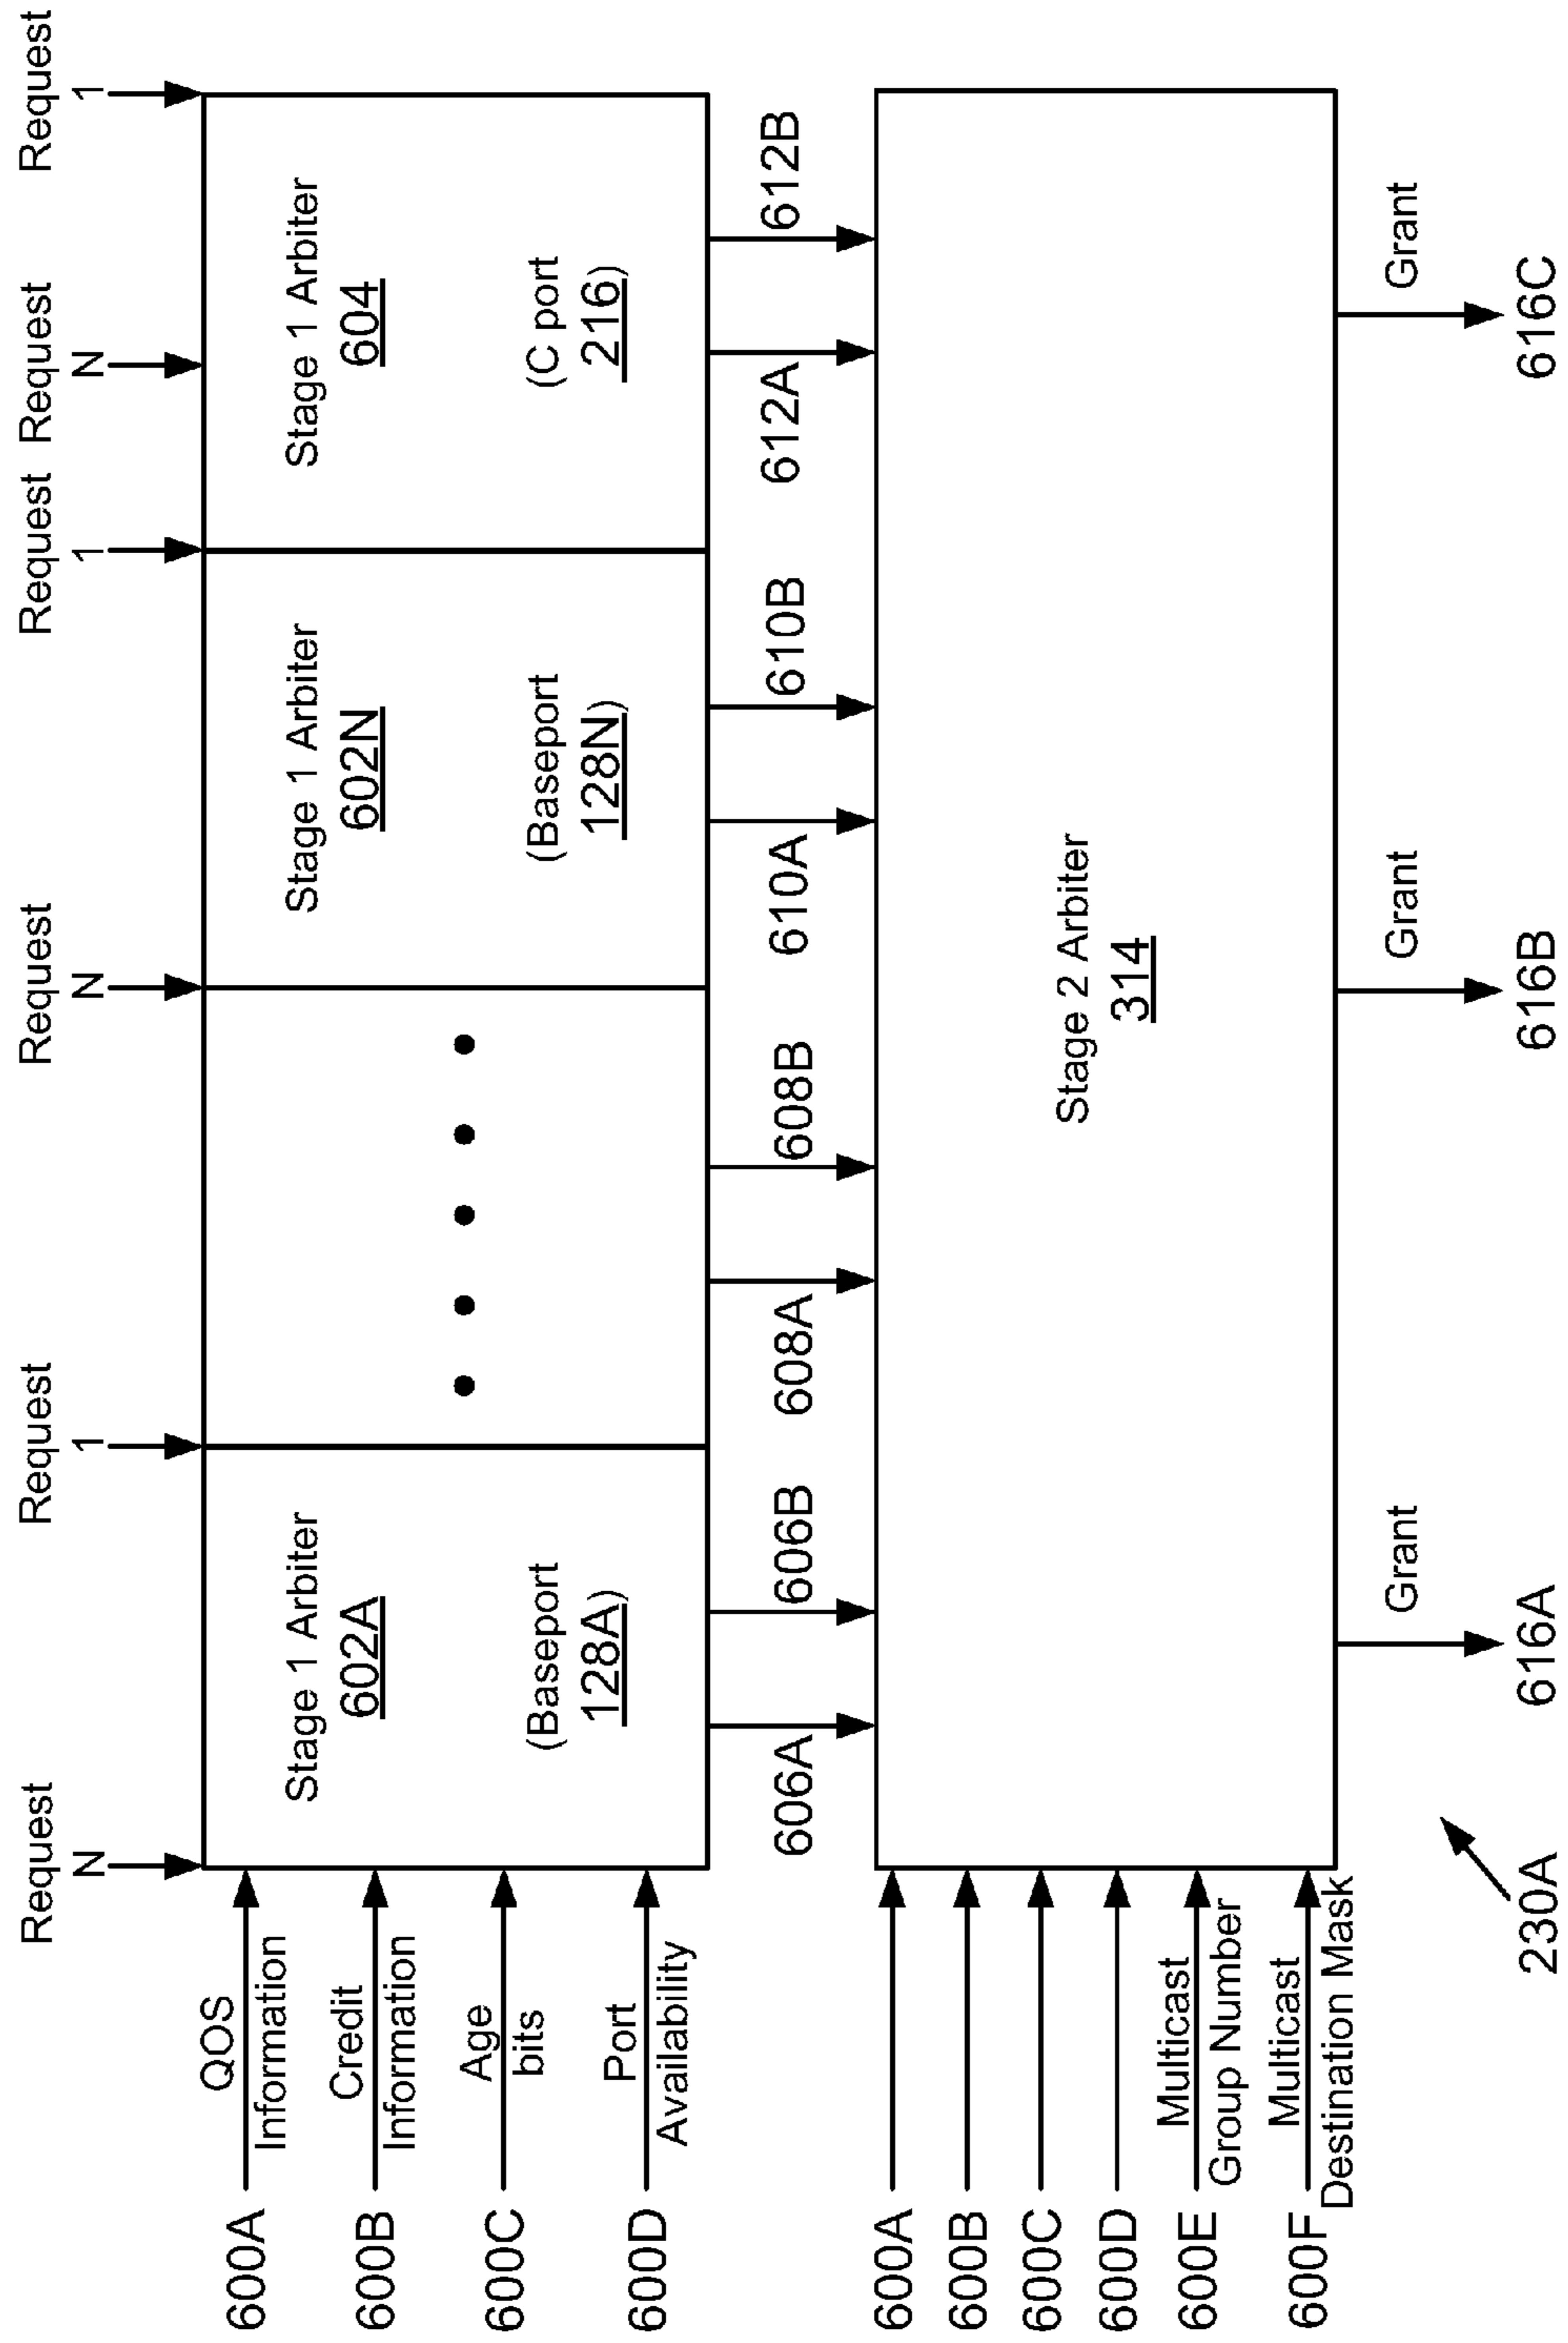 Request Request Request Request Request Request
N 1 N 1 N 1
600A
QOS
Information
600B
Credit
Information
600C
Age
bits
600D
Port
Availability
Stage 1 Arbiter
602A
(Baseport
128A)
Stage 1 Arbiter
602N
(Baseport
128N)
Stage 1 Arbiter
604
(C port
216)
606A 606B 608A 608B 610A 610B 612A 612B
600A
600B
600C
600D
600E
Multicast
Group Number
600F
Multicast
Destination Mask
Stage 2 Arbiter
314
Grant Grant Grant
230A 616A 616B 616C